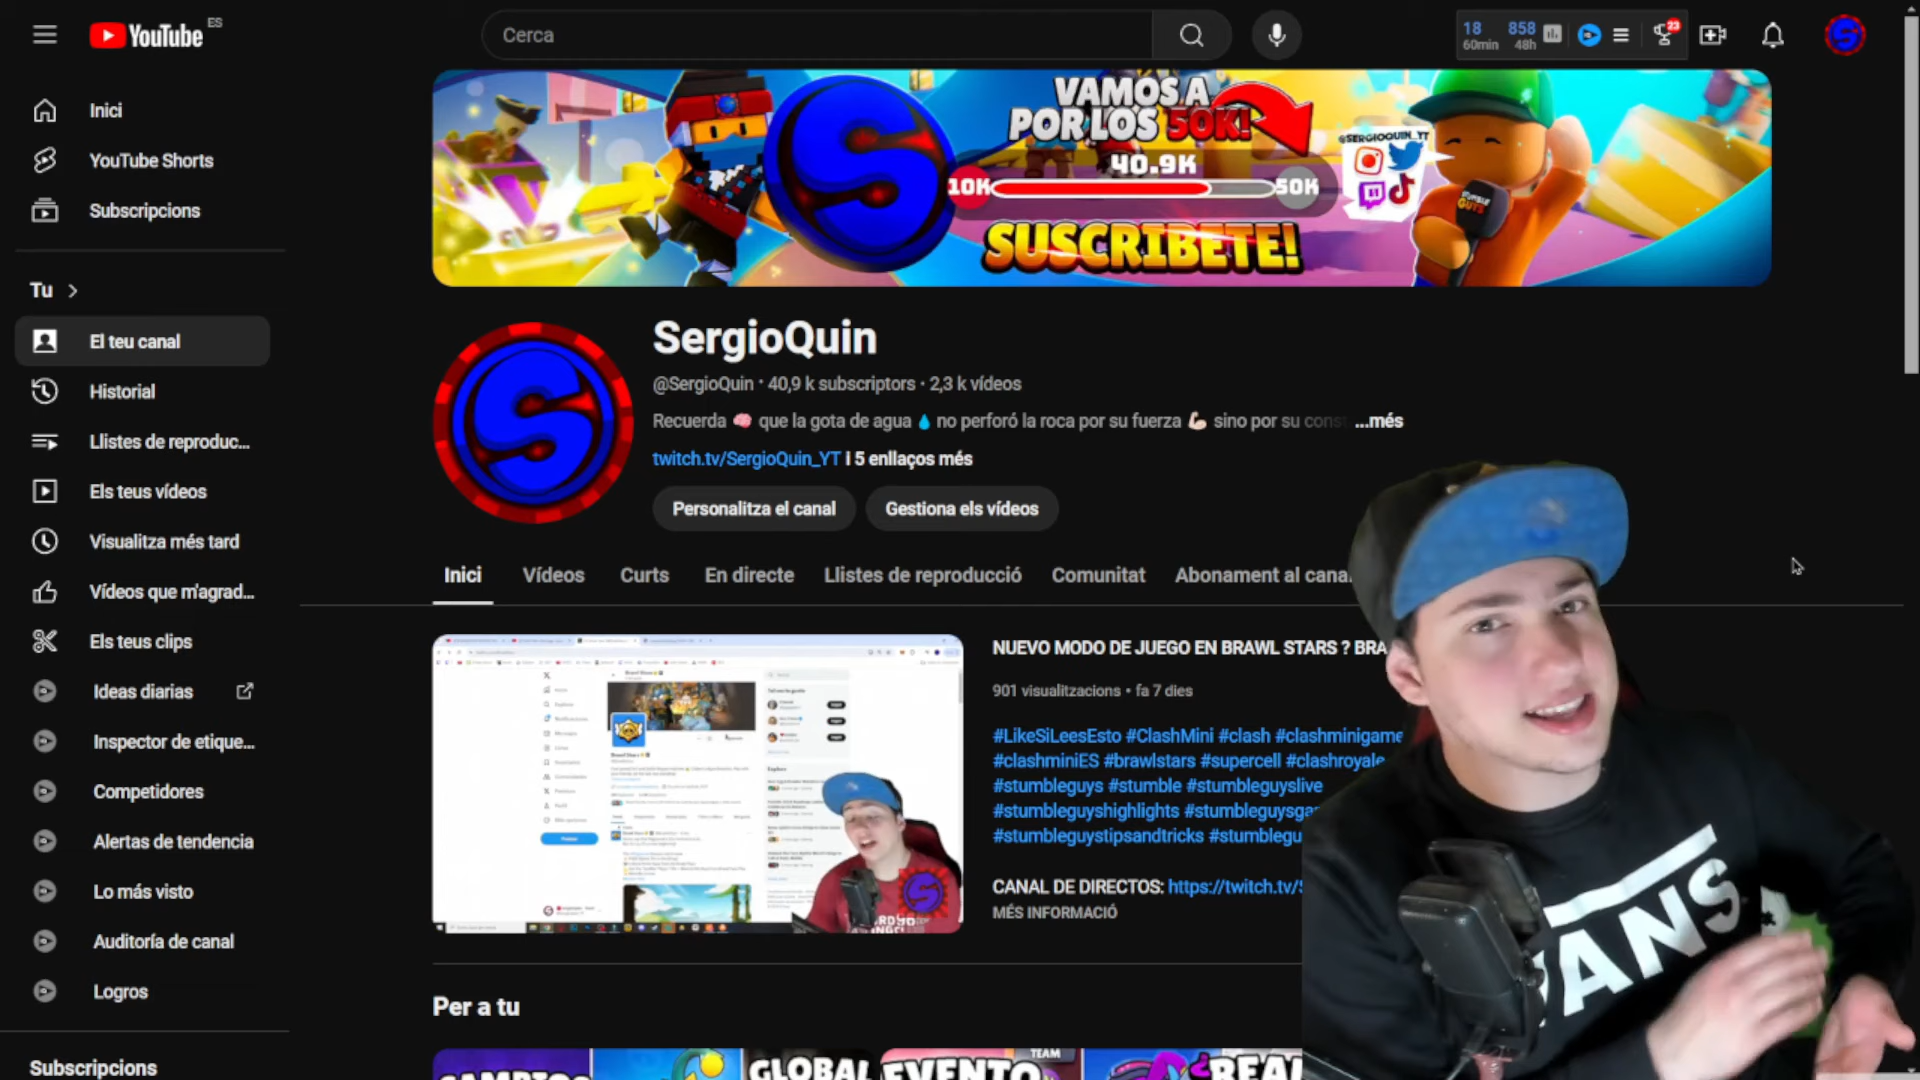 YouTube ES
Cerca
18 858
60min 48h
23
Inici
YouTube Shorts
Subscripcions
Tu
El teu canal
Historial
Llistes de reproduc...
Els teus vídeos
Visualitza més tard
Vídeos que m'agrad...
Els teus clips
Ideas diarias
Inspector de etique...
Competidores
Alertas de tendencia
Lo más visto
Auditoría de canal
Logros
Subscripcions
VAMOS A
POR LOS 50K!
40.9K
10K 50K
SUSCRIBETE!
@SERGIOQUIN_YT
STUMBLE
GUYS
SergioQuin
@SergioQuin · 40,9 k subscriptors · 2,3 k vídeos
Recuerda 🧠 que la gota de agua 💧 no perforó la roca por su fuerza 💪🏻 sino por su cons ...més
twitch.tv/SergioQuin_YT i 5 enllaços més
Personalitza el canal Gestiona els vídeos
Inici Vídeos Curts En directe Llistes de reproducció Comunitat Abonament al canal
NUEVO MODO DE JUEGO EN BRAWL STARS ? BRA
901 visualitzacions · fa 7 dies
#LikeSiLeesEsto #ClashMini #clash #clashminigame
#clashminiES #brawlstars #supercell #clashroyale
#stumbleguys #stumble #stumbleguyslive
#stumbleguyshighlights #stumbleguysga
#stumbleguystipsandtricks #stumblegu
CANAL DE DIRECTOS: https://twitch.tv/S
MÉS INFORMACIÓ
Per a tu
GLOBAL
EVENTO
TEAM
REAL
VANS